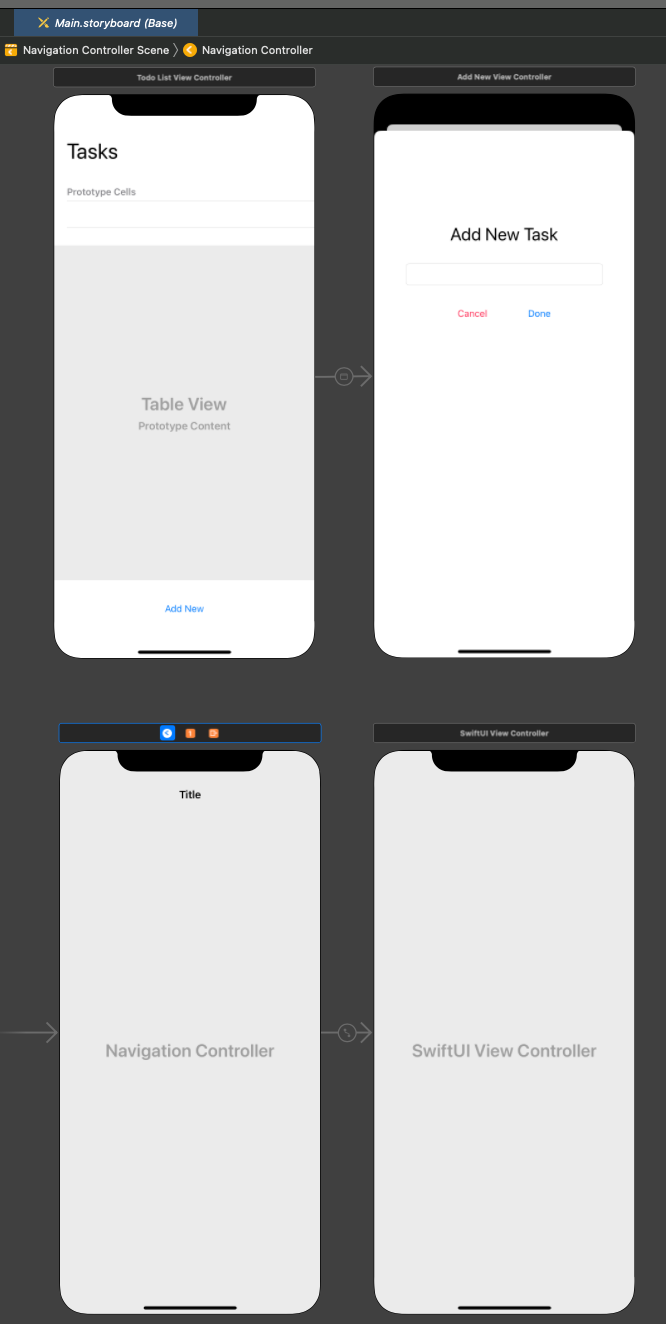 Main.storyboard (Base)
Navigation Controller Scene 〉 Navigation Controller
Todo List View Controller
Tasks
Prototype Cells
Table View
Prototype Content
Add New
Add New View Controller
Add New Task
Cancel Done
Title
Navigation Controller
SwiftUI View Controller
SwiftUI View Controller